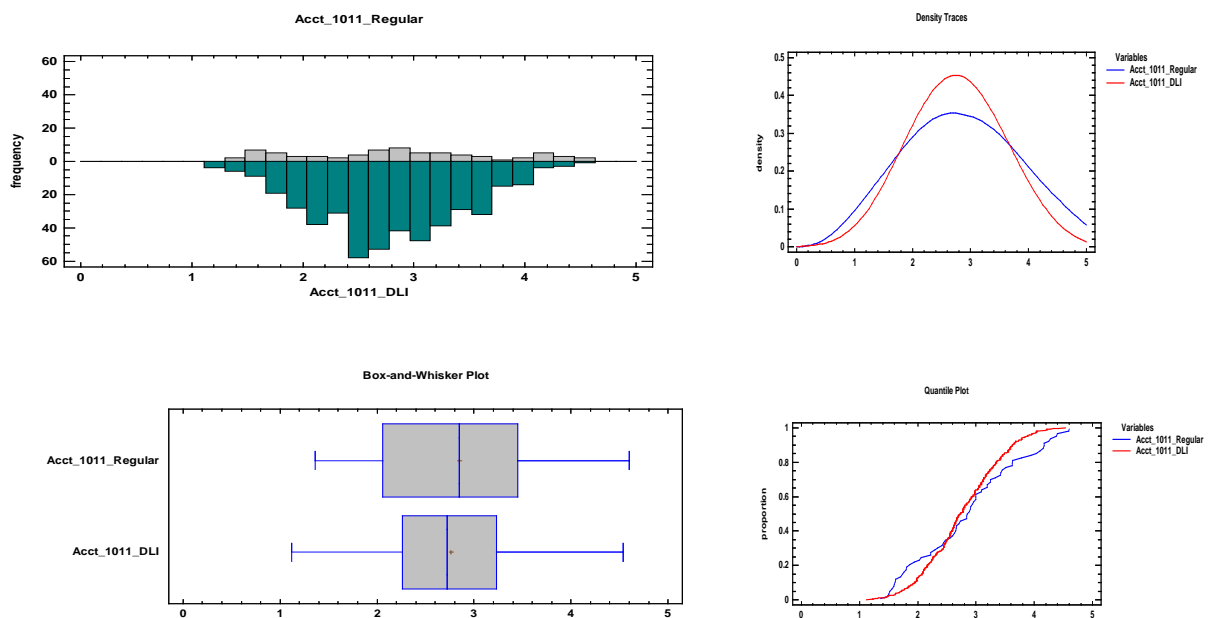 Acct_1011_Regular
60
40
20
0
20
40
60
frequency
0 1 2 3 4 5
Acct_1011_DLI
Density Traces
0.5
0.4
0.3
0.2
0.1
0
density
0 1 2 3 4 5
Variables
Acct_1011_Regular
Acct_1011_DLI
Box-and-Whisker Plot
Acct_1011_Regular
Acct_1011_DLI
0 1 2 3 4 5
Quantile Plot
1
0.8
0.6
0.4
0.2
0
proportion
0 1 2 3 4 5
Variables
Acct_1011_Regular
Acct_1011_DLI